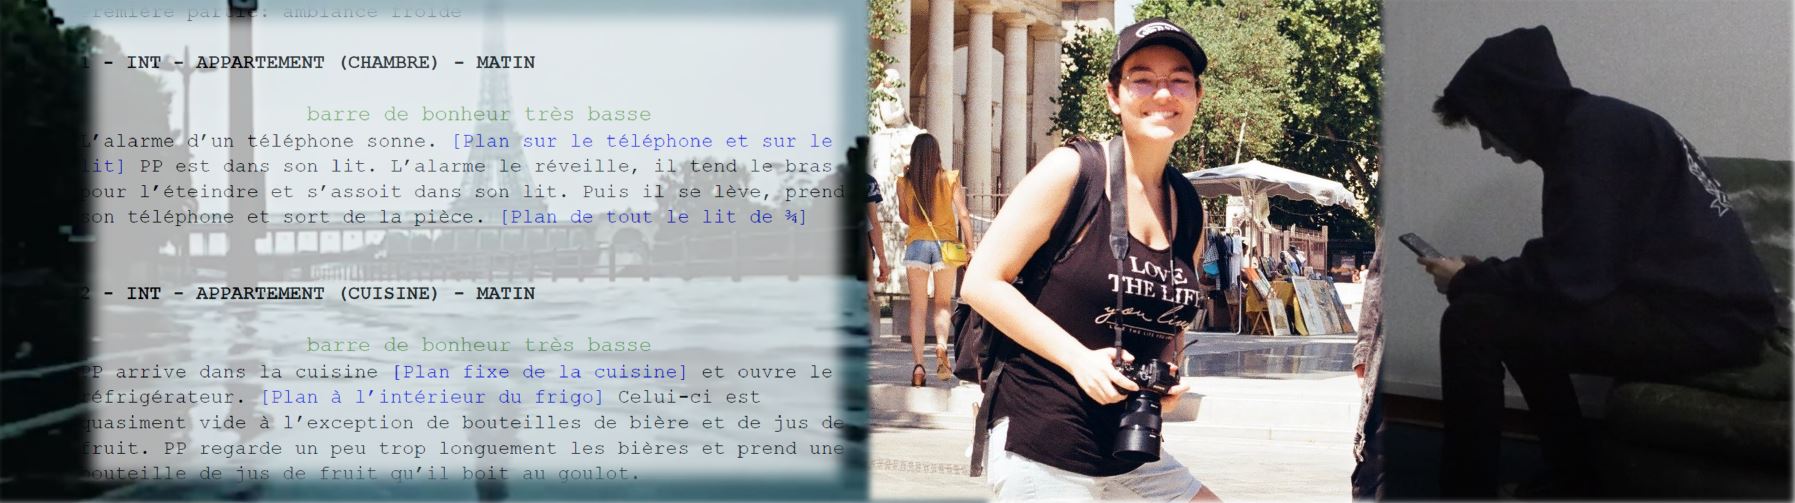 première partie: ambiance froide
1 - INT - APPARTEMENT (CHAMBRE) - MATIN
barre de bonheur très basse
L’alarme d’un téléphone sonne. [Plan sur le téléphone et sur le
lit] PP est dans son lit. L’alarme le réveille, il tend le bras
pour l’éteindre et s’assoit dans son lit. Puis il se lève, prend
son téléphone et sort de la pièce. [Plan de tout le lit de ¾]
2 - INT - APPARTEMENT (CUISINE) - MATIN
barre de bonheur très basse
PP arrive dans la cuisine [Plan fixe de la cuisine] et ouvre le
réfrigérateur. [Plan à l’intérieur du frigo] Celui-ci est
quasiment vide à l’exception de bouteilles de bière et de jus de
fruit. PP regarde un peu trop longuement les bières et prend une
bouteille de jus de fruit qu’il boit au goulot.
LOVE
THE LIFE
you live